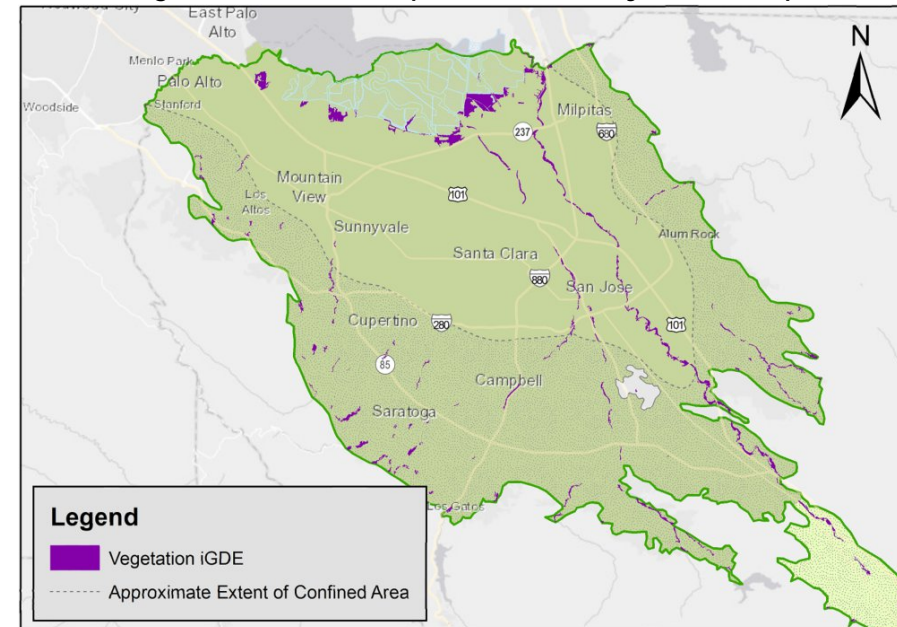 East Palo
Alto
N
Menlo Park
Palo Alto
Woodside
Stanford
Milpitas
237
680
Mountain
View
101
Los
Altos
Sunnyvale
Alum Rock
Santa Clara
880
San Jose
101
Cupertino
280
85
Campbell
Saratoga
Los Gatos
Legend
Vegetation iGDE
Approximate Extent of Confined Area